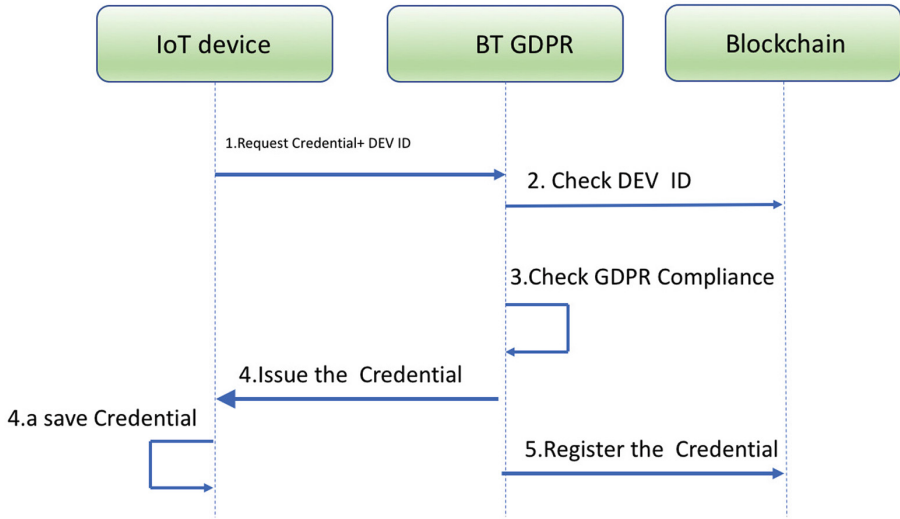 IoT device
BT GDPR
Blockchain
1.Request Credential+ DEV ID
2. Check DEV ID
3.Check GDPR Compliance
4.Issue the Credential
4.a save Credential
5.Register the Credential